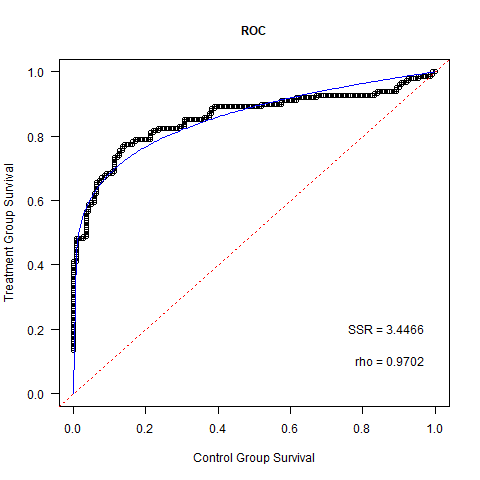 ROC
Treatment Group Survival
1.0
0.8
0.6
0.4
0.2
0.0
SSR = 3.4466
rho = 0.9702
0.0 0.2 0.4 0.6 0.8 1.0
Control Group Survival